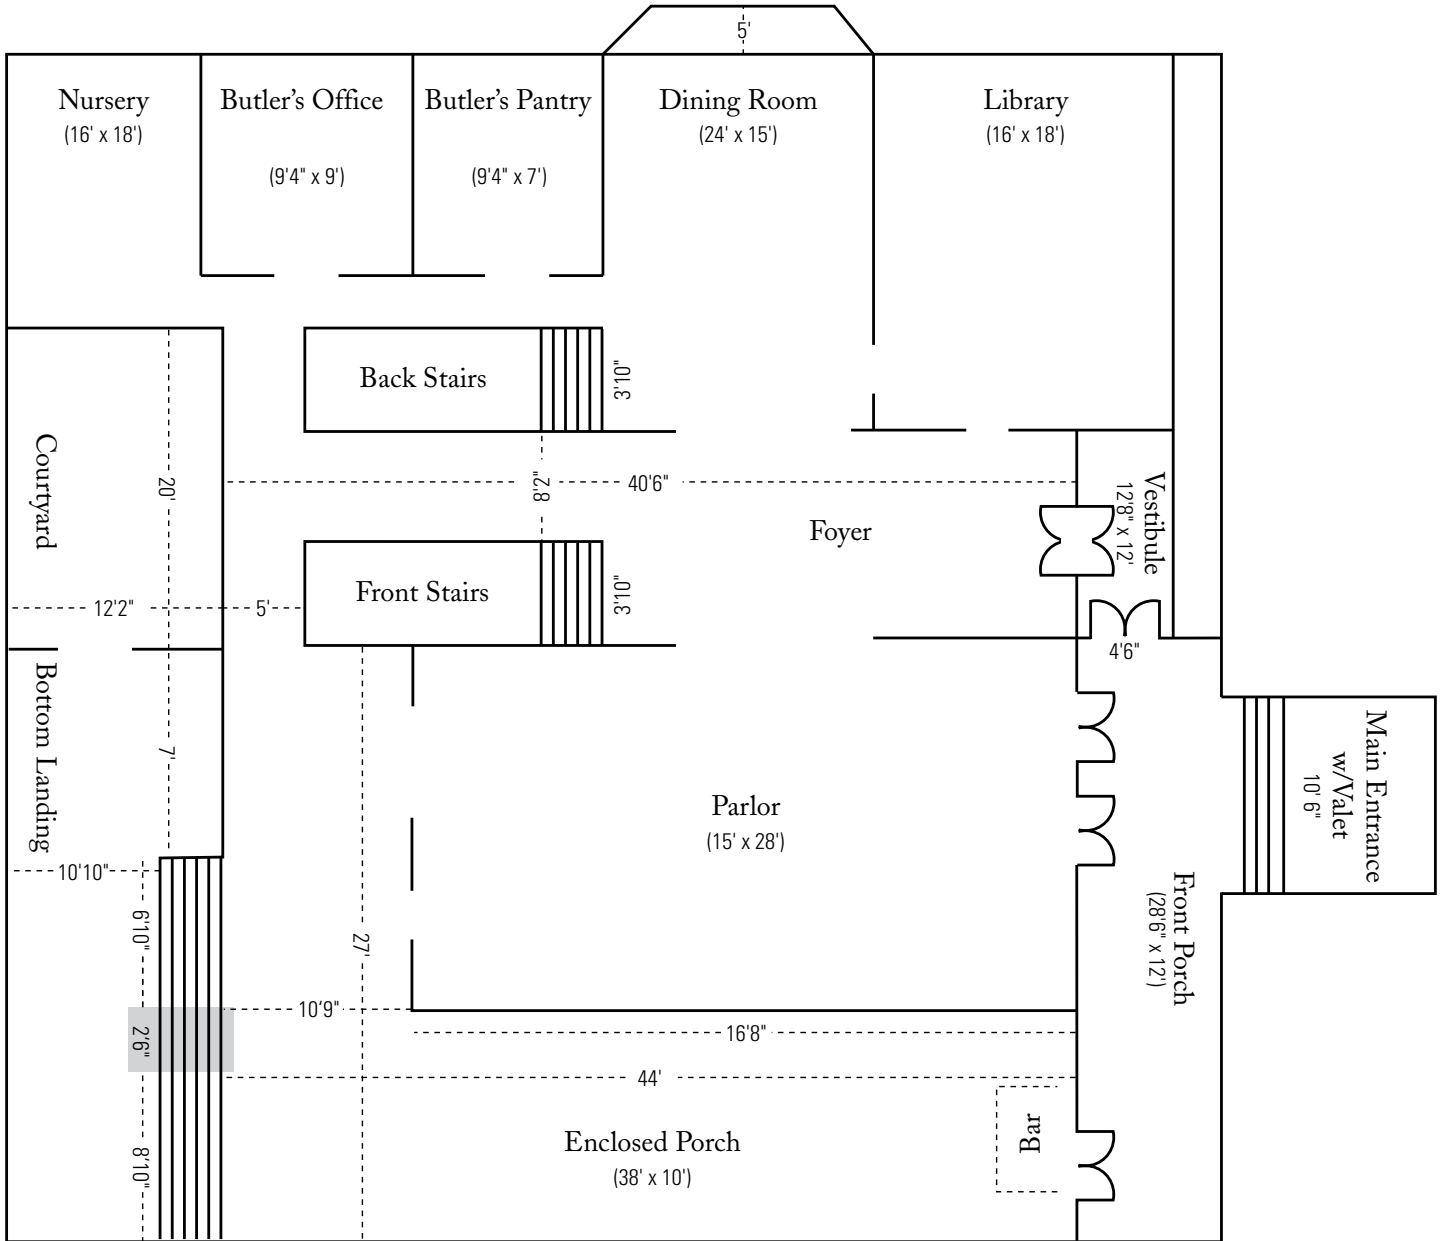 5'
Nursery
(16' x 18')
Butler's Office
(9'4" x 9')
Butler's Pantry
(9'4" x 7')
Dining Room
(24' x 15')
Library
(16' x 18')
Back Stairs
3'10"
Courtyard
20'
40'6"
8'2"
Foyer
Vestibule
12'8" x 12'
Front Stairs
3'10"
12'2"
5'
4'6"
Bottom Landing
7'
Main Entrance
w/Valet
10' 6"
Parlor
(15' x 28')
10'10"
6'10"
27'
Front Porch
(28'6" x 12')
10'9"
2'6"
16'8"
44'
Bar
Enclosed Porch
(38' x 10')
8'10"